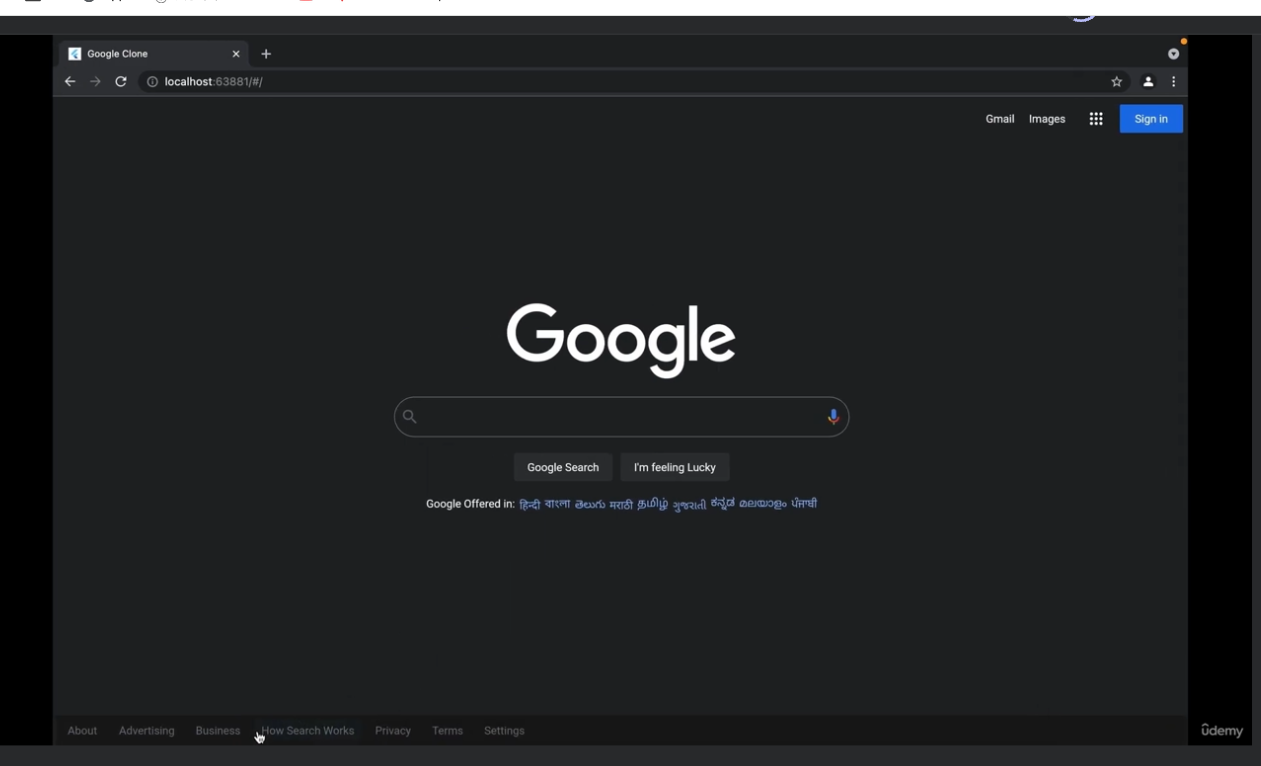 Google Clone
localhost:63881/#/
Gmail Images Sign in
Google
Google Search I'm feeling Lucky
Google Offered in: हिन्दी বাংলা తెలుగు मराठी தமிழ் ગુજરાતી ಕನ್ನಡ മലയാളം ਪੰਜਾਬੀ
About Advertising Business How Search Works Privacy Terms Settings
ûdemy